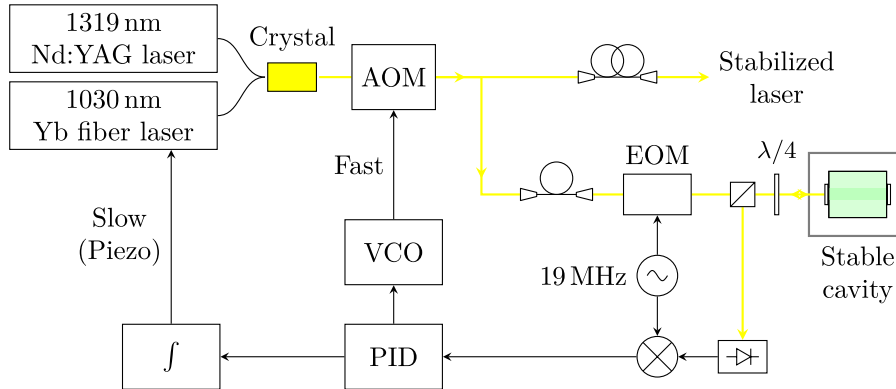 1319 nm
Nd:YAG laser
1030 nm
Yb fiber laser
Crystal
AOM
Stabilized
laser
Fast
EOM
λ/4
Slow
(Piezo)
VCO
19 MHz
Stable
cavity
∫
PID